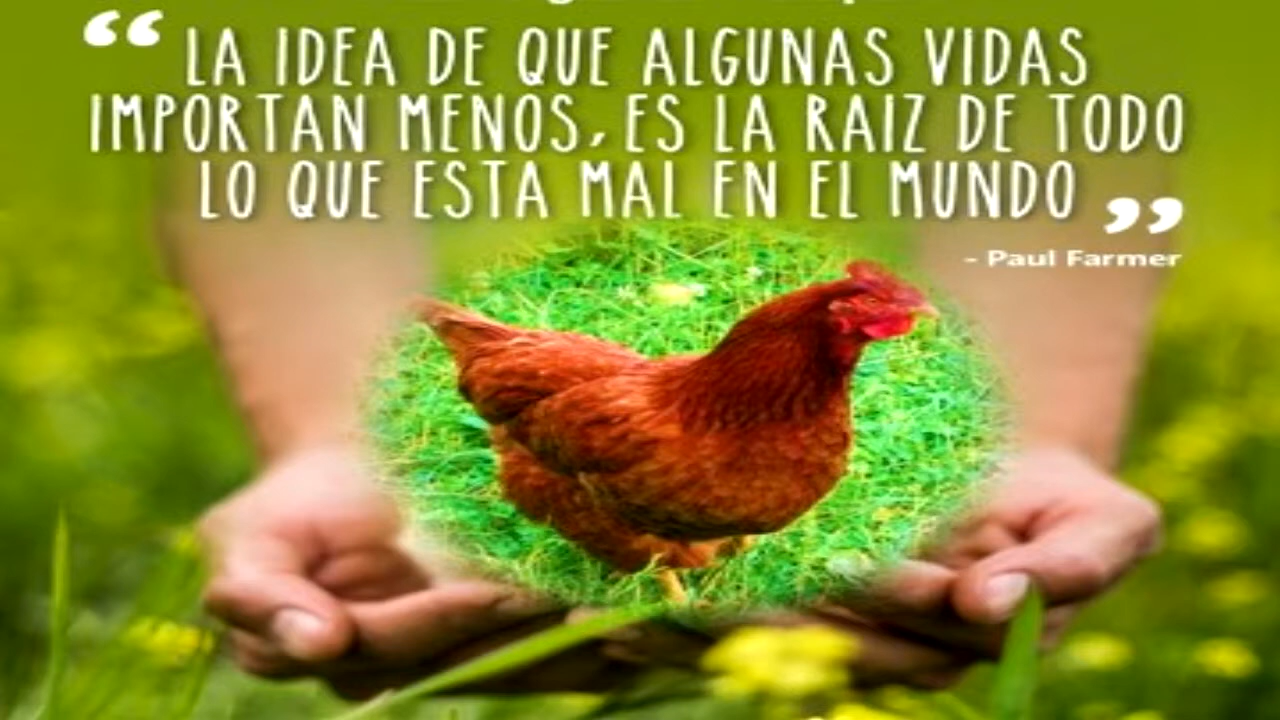 “ LA IDEA DE QUE ALGUNAS VIDAS
IMPORTAN MENOS, ES LA RAIZ DE TODO
LO QUE ESTA MAL EN EL MUNDO ”
- Paul Farmer